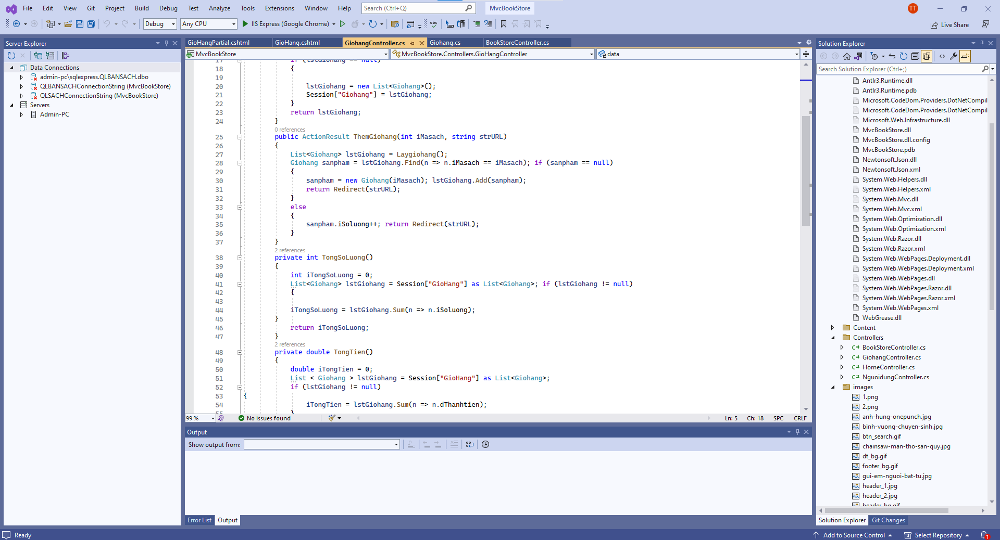 File Edit View Git Project Build Debug Test Analyze Tools Extensions Window Help Search (Ctrl+Q) MvcBookStore TT
Debug Any CPU IIS Express (Google Chrome) Live Share
Server Explorer
Data Connections
admin-pc\sqlexpress.QLBANSACH.dbo
QLBANSACHConnectionString (MvcBookStore)
QLSACHConnectionString (MvcBookStore)
Servers
Admin-PC
GioHangPartial.cshtml GioHang.cshtml GiohangController.cs Giohang.cs BookStoreController.cs
MvcBookStore MvcBookStore.Controllers.GioHangController data
17 if (lstGiohang == null)
18 {
19
20 lstGiohang = new List<Giohang>();
21 Session["Giohang"] = lstGiohang;
22 }
23 return lstGiohang;
24 }
0 references
25 public ActionResult ThemGiohang(int iMasach, string strURL)
26 {
27 List<Giohang> lstGiohang = Laygiohang();
28 Giohang sanpham = lstGiohang.Find(n => n.iMasach == iMasach); if (sanpham == null)
29 {
30 sanpham = new Giohang(iMasach); lstGiohang.Add(sanpham);
31 return Redirect(strURL);
32 }
33 else
34 {
35 sanpham.iSoluong++; return Redirect(strURL);
36 }
37 }
2 references
38 private int TongSoLuong()
39 {
40 int iTongSoLuong = 0;
41 List<Giohang> lstGiohang = Session["GioHang"] as List<Giohang>; if (lstGiohang != null)
42 {
43
44 iTongSoLuong = lstGiohang.Sum(n => n.iSoluong);
45 }
46 return iTongSoLuong;
47 }
2 references
48 private double TongTien()
49 {
50 double iTongTien = 0;
51 List < Giohang > lstGiohang = Session["GioHang"] as List<Giohang>;
52 if (lstGiohang != null)
53 {
54 iTongTien = lstGiohang.Sum(n => n.dThanhtien);
55 }
99 % No issues found Ln: 5 Ch: 18 SPC CRLF
Output
Show output from:
Error List Output
Solution Explorer
Search Solution Explorer (Ctrl+;)
Antlr3.Runtime.dll
Antlr3.Runtime.pdb
Microsoft.CodeDom.Providers.DotNetCompil
Microsoft.CodeDom.Providers.DotNetCompil
Microsoft.Web.Infrastructure.dll
MvcBookStore.dll
MvcBookStore.dll.config
MvcBookStore.pdb
Newtonsoft.Json.dll
Newtonsoft.Json.xml
System.Web.Helpers.dll
System.Web.Helpers.xml
System.Web.Mvc.dll
System.Web.Mvc.xml
System.Web.Optimization.dll
System.Web.Optimization.xml
System.Web.Razor.dll
System.Web.Razor.xml
System.Web.WebPages.Deployment.dll
System.Web.WebPages.Deployment.xml
System.Web.WebPages.dll
System.Web.WebPages.Razor.dll
System.Web.WebPages.Razor.xml
System.Web.WebPages.xml
WebGrease.dll
Content
Controllers
C# BookStoreController.cs
C# GiohangController.cs
C# HomeController.cs
C# NguoidungController.cs
images
1.png
2.png
anh-hung-onepunch.jpg
binh-vuong-chuyen-sinh.jpg
btn_search.gif
chainsaw-man-tho-san-quy.jpg
dt_bg.gif
footer_bg.gif
gui-em-nguoi-bat-tu.jpg
header_1.jpg
header_2.jpg
header_bg.gif
Solution Explorer Git Changes
Ready Add to Source Control Select Repository 1